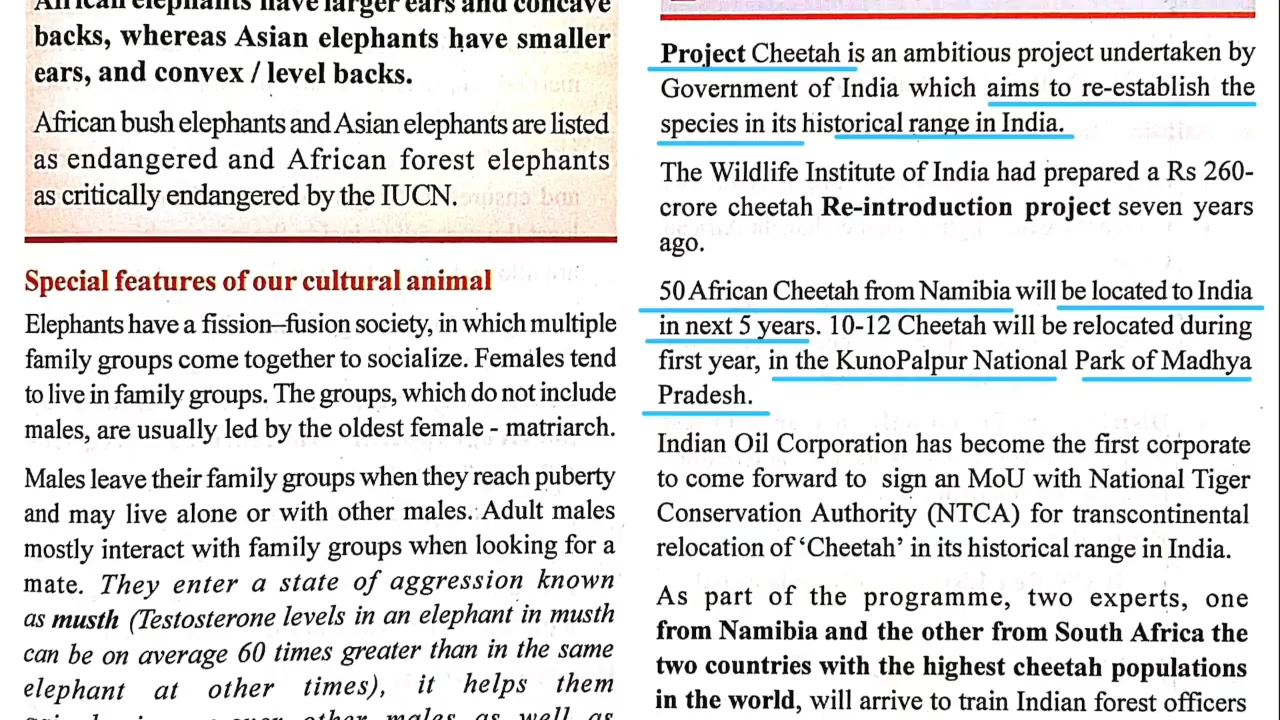 African elephants have larger ears and concave
backs, whereas Asian elephants have smaller
ears, and convex / level backs.
African bush elephants and Asian elephants are listed
as endangered and African forest elephants
as critically endangered by the IUCN.
Special features of our cultural animal
Elephants have a fission–fusion society, in which multiple
family groups come together to socialize. Females tend
to live in family groups. The groups, which do not include
males, are usually led by the oldest female - matriarch.
Males leave their family groups when they reach puberty
and may live alone or with other males. Adult males
mostly interact with family groups when looking for a
mate. They enter a state of aggression known
as musth (Testosterone levels in an elephant in musth
can be on average 60 times greater than in the same
elephant at other times), it helps them
other males as well as
Project Cheetah is an ambitious project undertaken by
Government of India which aims to re-establish the
species in its historical range in India.
The Wildlife Institute of India had prepared a Rs 260-
crore cheetah Re-introduction project seven years
ago.
50 African Cheetah from Namibia will be located to India
in next 5 years. 10-12 Cheetah will be relocated during
first year, in the KunoPalpur National Park of Madhya
Pradesh.
Indian Oil Corporation has become the first corporate
to come forward to sign an MoU with National Tiger
Conservation Authority (NTCA) for transcontinental
relocation of ‘Cheetah’ in its historical range in India.
As part of the programme, two experts, one
from Namibia and the other from South Africa the
two countries with the highest cheetah populations
in the world, will arrive to train Indian forest officers